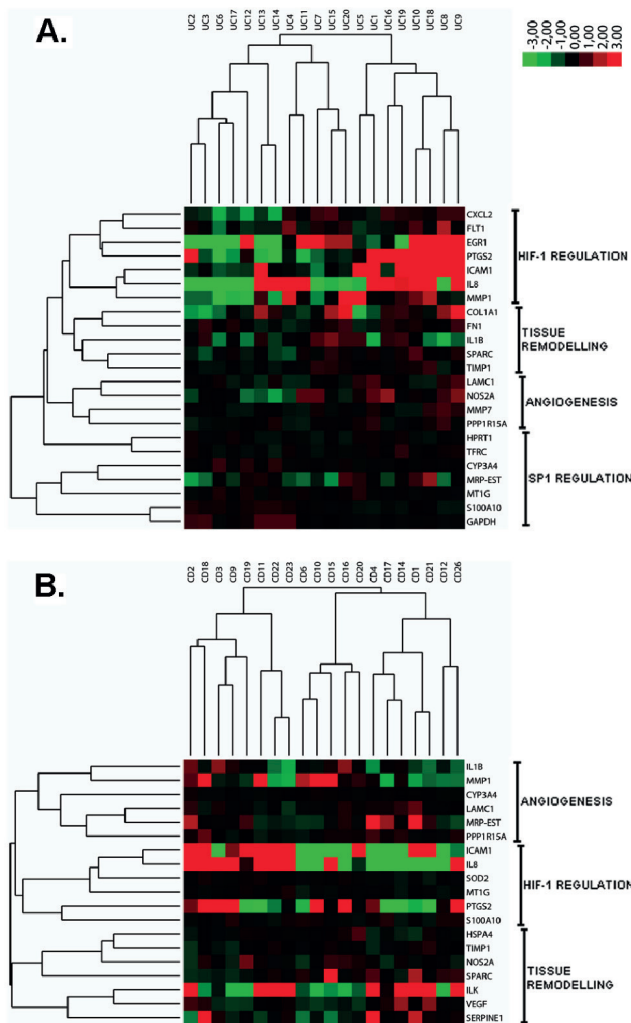 A.
UC2 UC3 UC6 UC17 UC12 UC13 UC14 UC4 UC11 UC7 UC15 UC20 UC5 UC1 UC16 UC19 UC10 UC18 UC8 UC9
-3,00 -2,00 -1,00 0,00 1,00 2,00 3.00
CXCL2
FLT1
EGR1
PTGS2
ICAM1
IL8
MMP1
HIF-1 REGULATION
COL1A1
FN1
IL1B
SPARC
TIMP1
TISSUE
REMODELLING
LAMC1
NOS2A
MMP7
PPP1R15A
ANGIOGENESIS
HPRT1
TFRC
CYP3A4
MRP-EST
MT1G
S100A10
GAPDH
SP1 REGULATION
B.
CD2 CD18 CD3 CD9 CD19 CD11 CD22 CD23 CD6 CD10 CD15 CD16 CD20 CD4 CD17 CD14 CD1 CD21 CD12 CD26
IL1B
MMP1
CYP3A4
LAMC1
MRP-EST
PPP1R15A
ANGIOGENESIS
ICAM1
IL8
SOD2
MT1G
PTGS2
S100A10
HIF-1 REGULATION
HSPA4
TIMP1
NOS2A
SPARC
ILK
VEGF
SERPINE1
TISSUE
REMODELLING